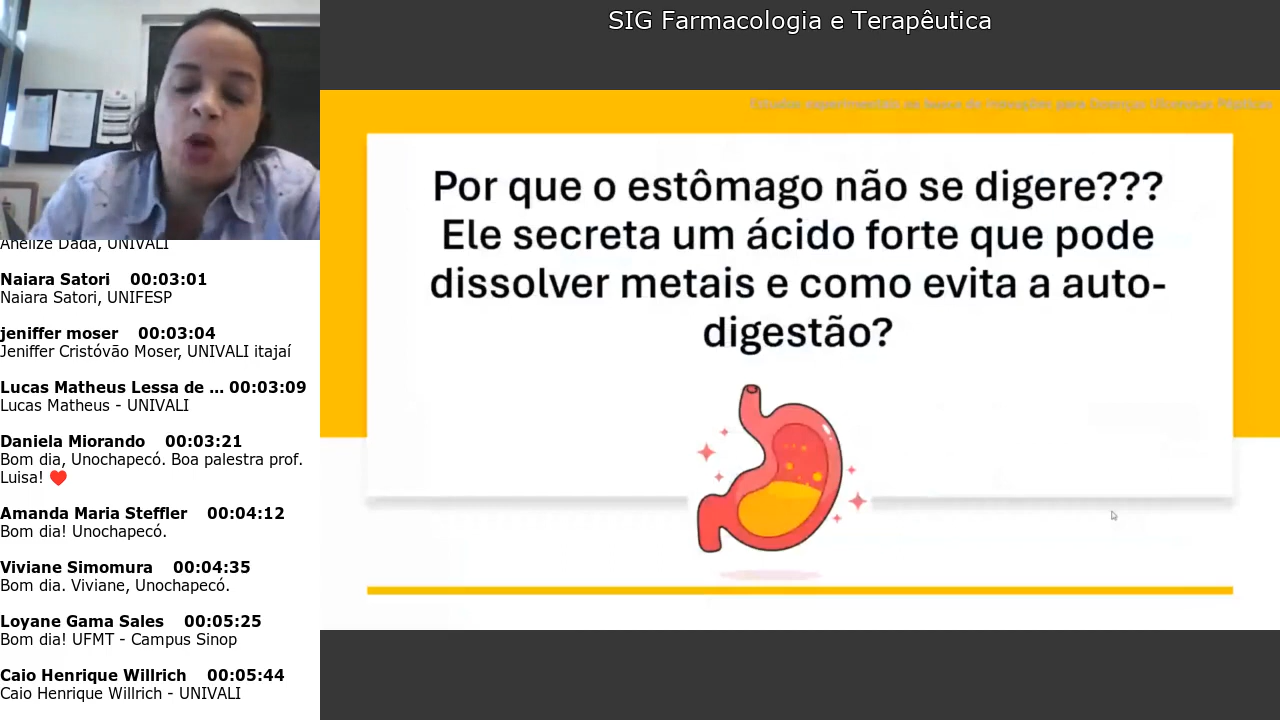 SIG Farmacologia e Terapêutica
Por que o estômago não se digere???
Ele secreta um ácido forte que pode
dissolver metais e como evita a auto-
digestão?
Anelize Dada, UNIVALI
Naiara Satori 00:03:01
Naiara Satori, UNIFESP
jeniffer moser 00:03:04
Jeniffer Cristóvão Moser, UNIVALI itajaí
Lucas Matheus Lessa de ... 00:03:09
Lucas Matheus - UNIVALI
Daniela Miorando 00:03:21
Bom dia, Unochapecó. Boa palestra prof.
Luisa! ♥️
Amanda Maria Steffler 00:04:12
Bom dia! Unochapecó.
Viviane Simomura 00:04:35
Bom dia. Viviane, Unochapecó.
Loyane Gama Sales 00:05:25
Bom dia! UFMT - Campus Sinop
Caio Henrique Willrich 00:05:44
Caio Henrique Willrich - UNIVALI